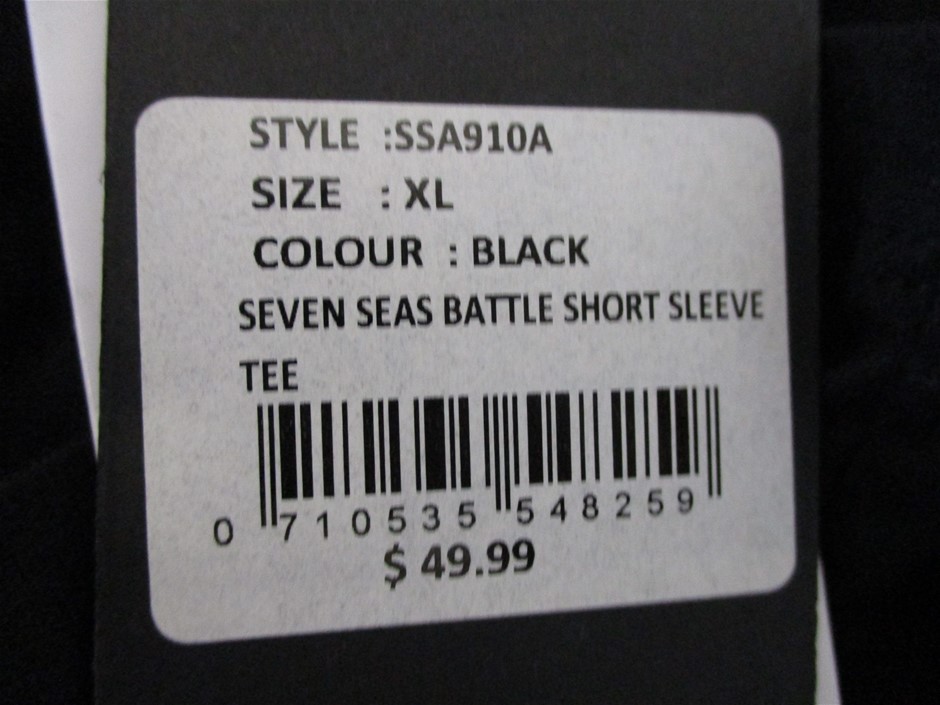 STYLE :SSA910A
SIZE : XL
COLOUR : BLACK
SEVEN SEAS BATTLE SHORT SLEEVE
TEE
0 710535 548259
$ 49.99